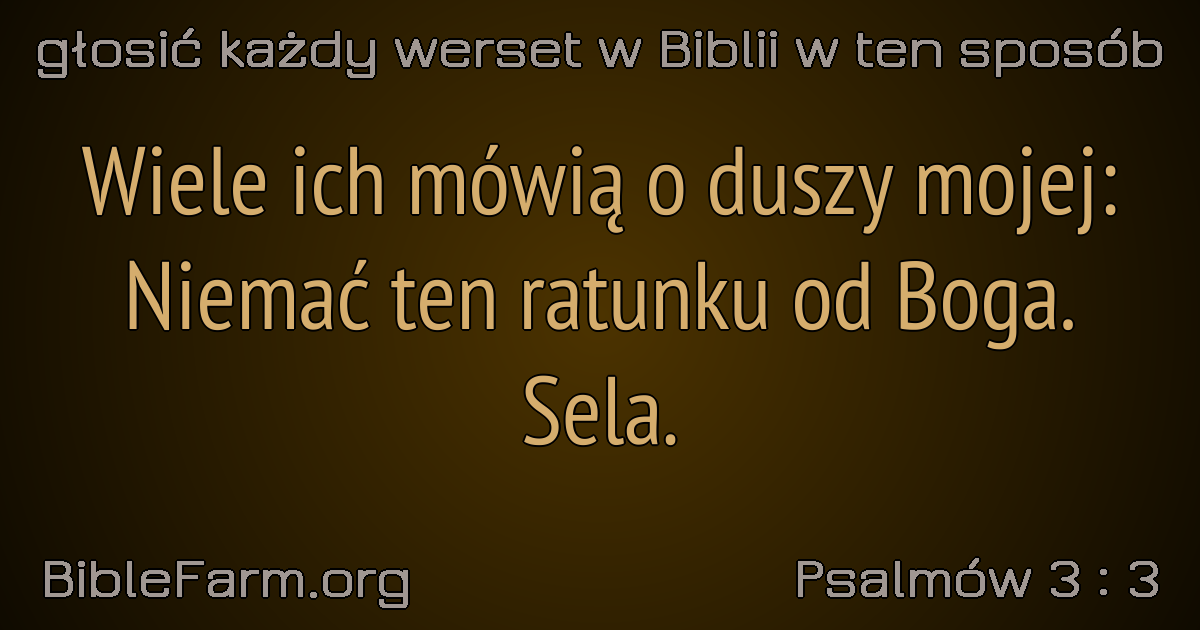 głosić każdy werset w Biblii w ten sposób
Wiele ich mówią o duszy mojej:
Niemać ten ratunku od Boga.
Sela.
BibleFarm.org
Psalmów 3 : 3